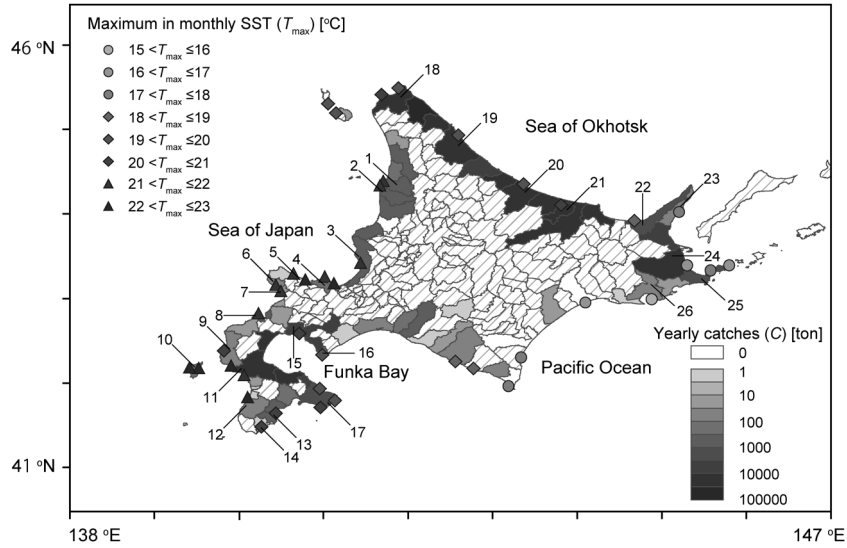 Maximum in monthly SST (Tmax) [°C]
15 <Tmax ≤16
16 <Tmax ≤17
17 <Tmax ≤18
18 <Tmax ≤19
19 <Tmax ≤20
20 <Tmax ≤21
21 <Tmax ≤22
22 <Tmax ≤23
46 °N
41 °N
138 °E
147 °E
Sea of Okhotsk
Sea of Japan
Funka Bay
Pacific Ocean
1
2
3
4
5
6
7
8
9
10
11
12
13
14
15
16
17
18
19
20
21
22
23
24
25
26
Yearly catches (C) [ton]
0
1
10
100
1000
10000
100000